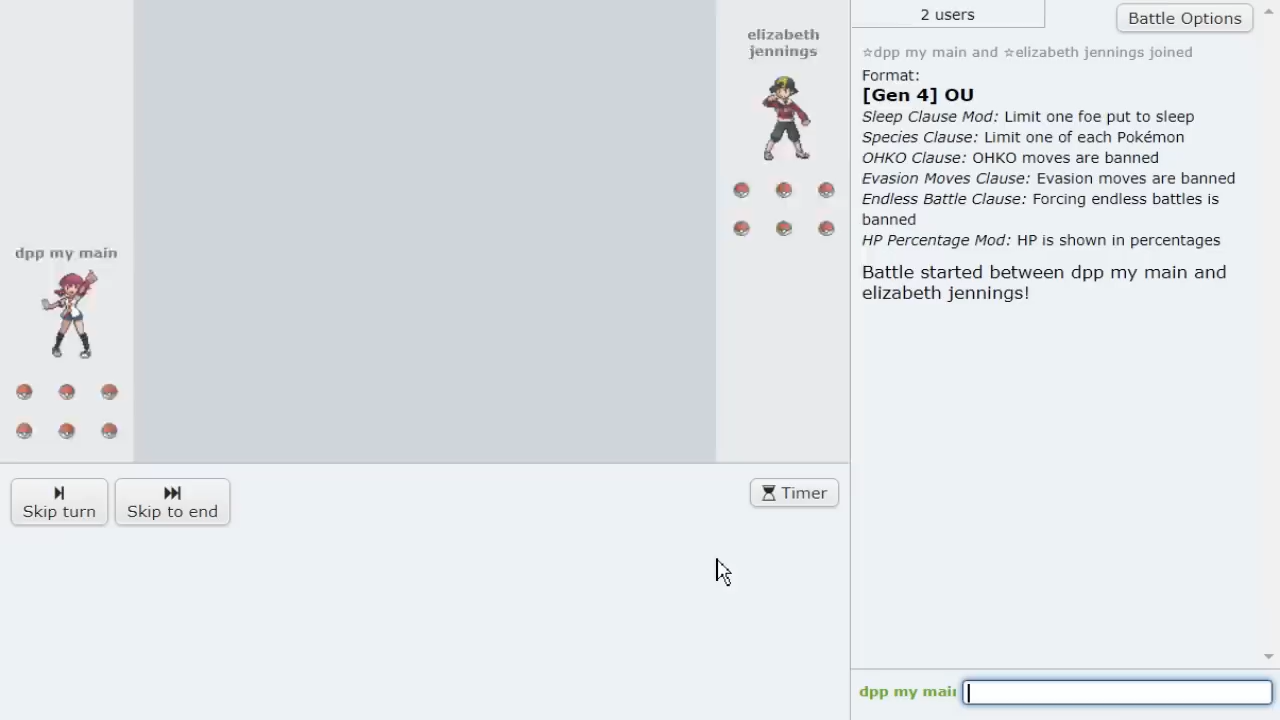 2 users
Battle Options
☆dpp my main and ☆elizabeth jennings joined
Format:
[Gen 4] OU
Sleep Clause Mod: Limit one foe put to sleep
Species Clause: Limit one of each Pokémon
OHKO Clause: OHKO moves are banned
Evasion Moves Clause: Evasion moves are banned
Endless Battle Clause: Forcing endless battles is
banned
HP Percentage Mod: HP is shown in percentages
Battle started between dpp my main and
elizabeth jennings!
elizabeth
jennings
dpp my main
Skip turn
Skip to end
Timer
dpp my main